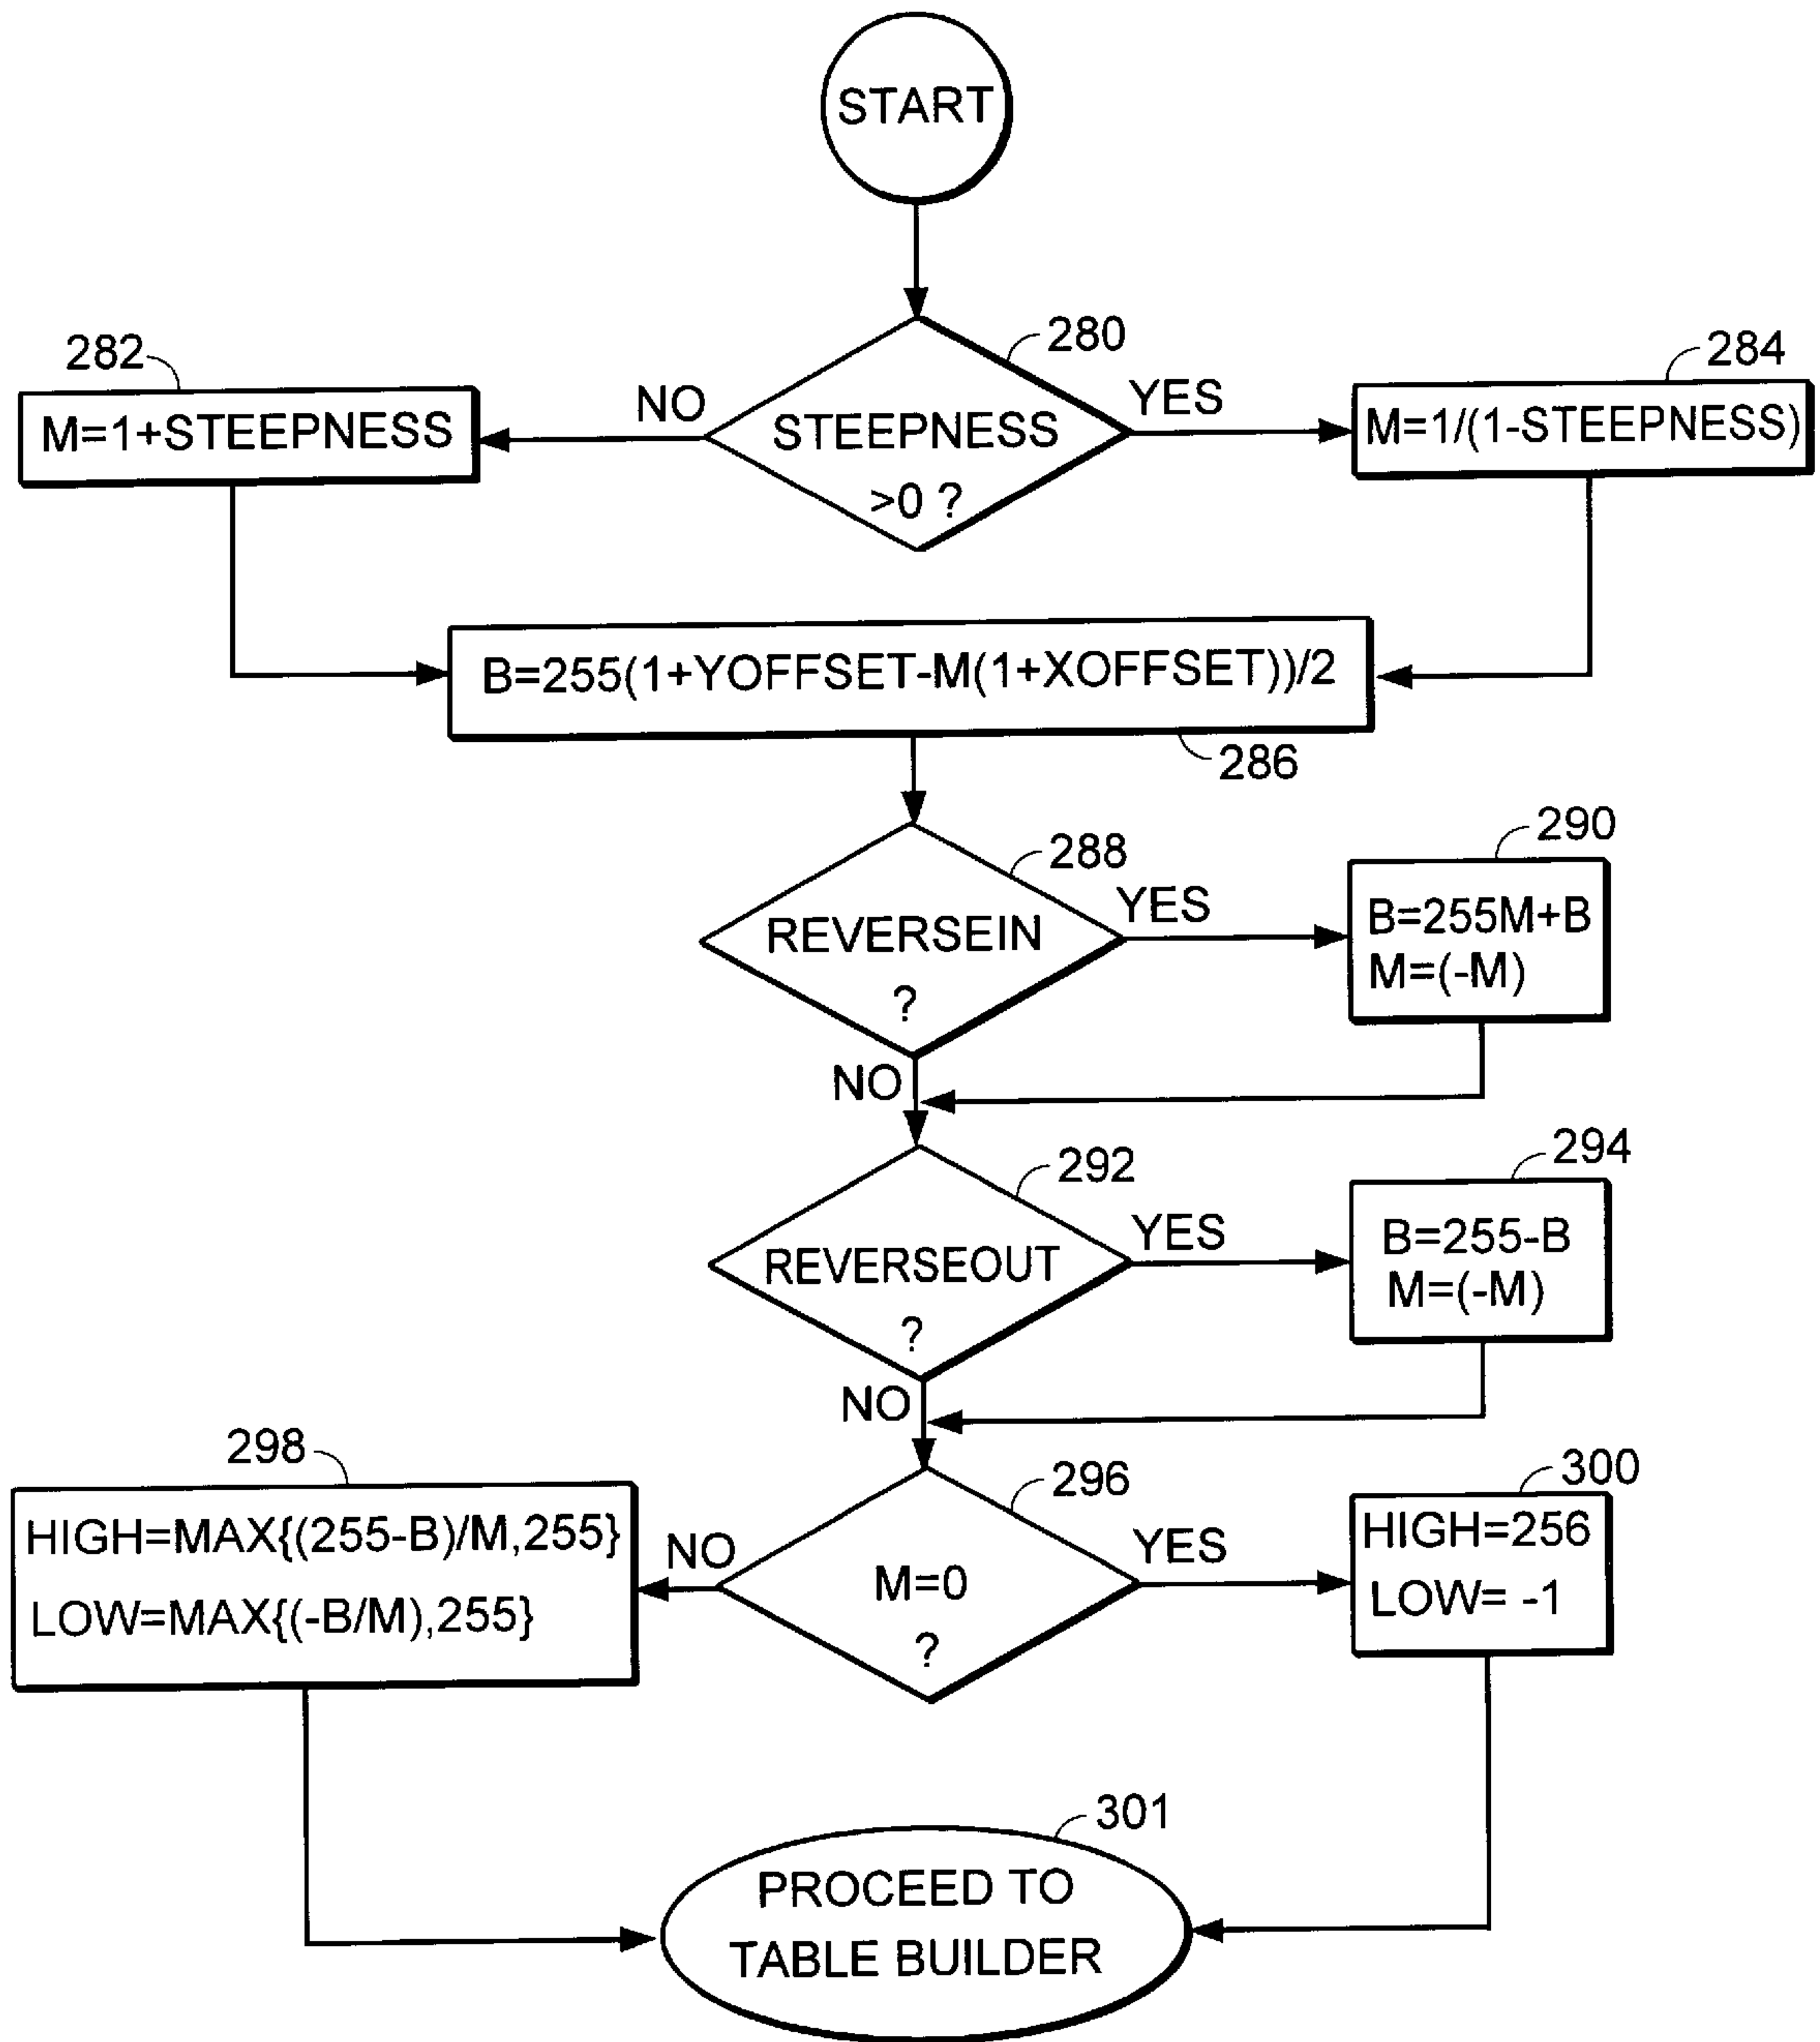 START
280
282
284
NO
YES
M=1+STEEPNESS
STEEPNESS
>0 ?
M=1/(1-STEEPNESS)
B=255(1+YOFFSET-M(1+XOFFSET))/2
286
288
290
YES
REVERSEIN
?
B=255M+B
M=(-M)
NO
292
294
YES
REVERSEOUT
?
B=255-B
M=(-M)
NO
298
296
300
HIGH=MAX{(255-B)/M,255}
LOW=MAX{(-B/M),255}
NO
M=0
?
YES
HIGH=256
LOW= -1
301
PROCEED TO
TABLE BUILDER